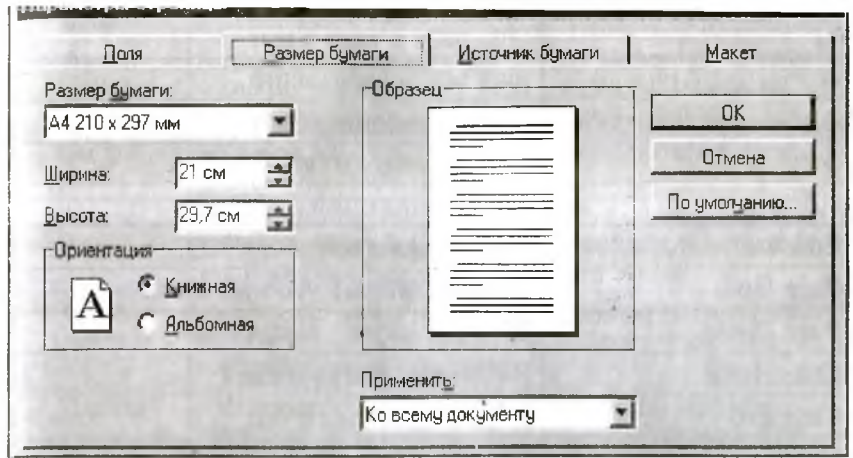 Поля Размер бумаги Источник бумаги Макет
Размер бумаги:
A4 210 x 297 мм
Ширина: 21 см
Высота: 29,7 см
Ориентация
A
Книжная
Альбомная
Образец
Применить:
Ко всему документу
OK
Отмена
По умолчанию...